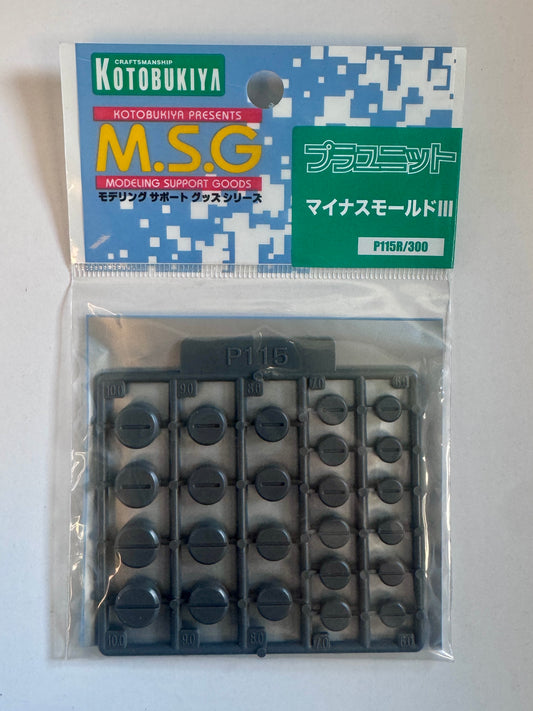 CRAFTSMANSHIP
KOTOBUKIYA
KOTOBUKIYA PRESENTS
M.S.G
MODELING SUPPORT GOODS
モデリング サポート グッズ シリーズ
プラユニット
マイナスモールドIII
P115R/300
P115
10.0 9.0 8.0 7.0 6.0
10.0 9.0 8.0 7.0 6.0